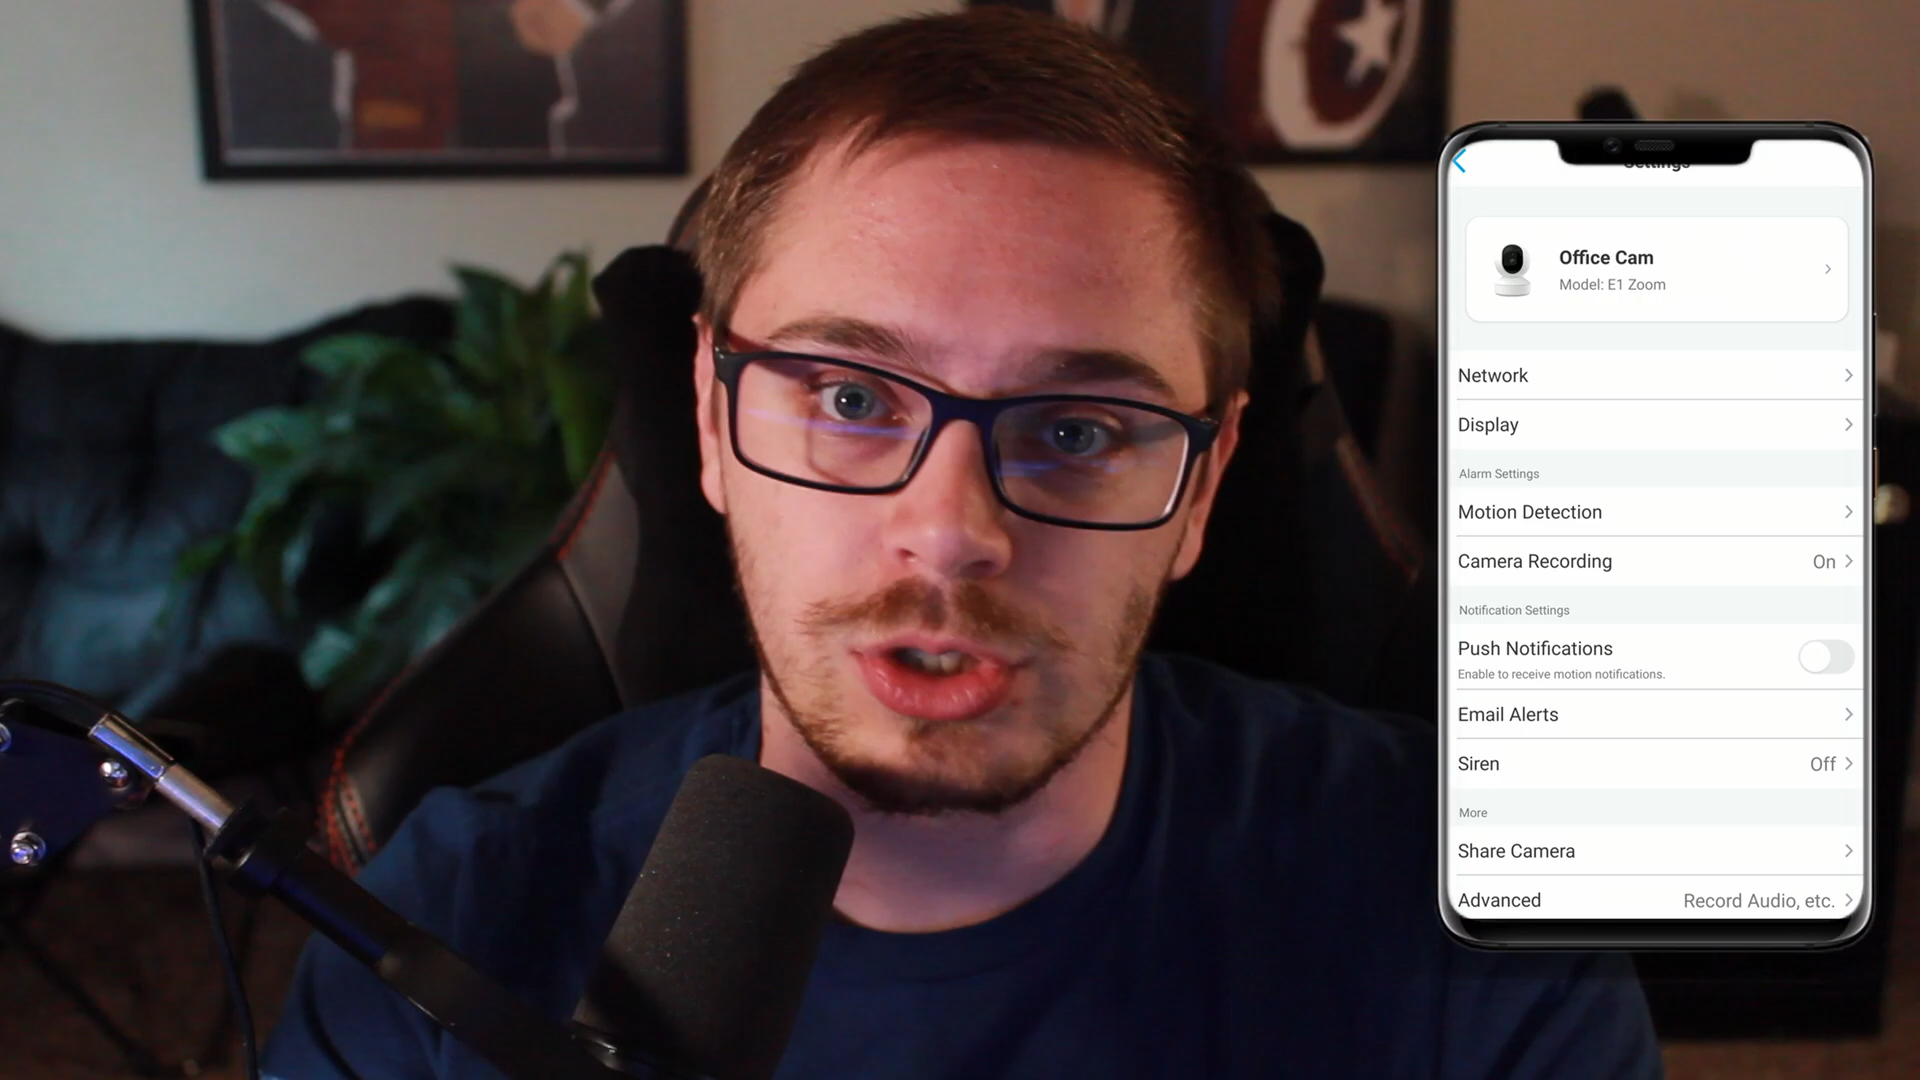 Settings
Office Cam
Model: E1 Zoom
Network
Display
Alarm Settings
Motion Detection
Camera Recording On
Notification Settings
Push Notifications
Enable to receive motion notifications.
Email Alerts
Siren Off
More
Share Camera
Advanced Record Audio, etc.